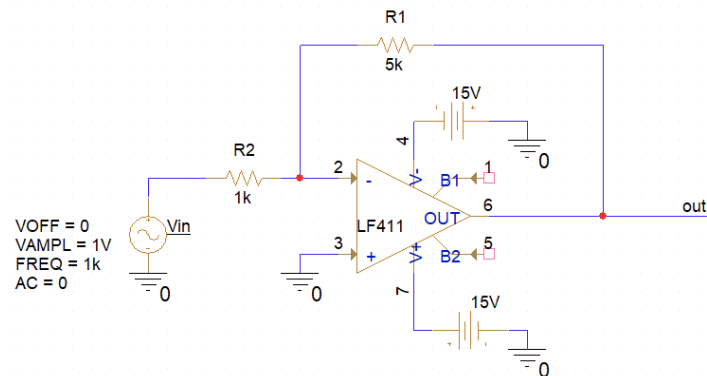 R1
5k
15V
4
0
R2
1k
2
-
V-
B1
1
6
OUT
out
LF411
Vin
VOFF = 0
VAMPL = 1V
FREQ = 1k
AC = 0
0
3
+
V+
B2
5
0
7
15V
0